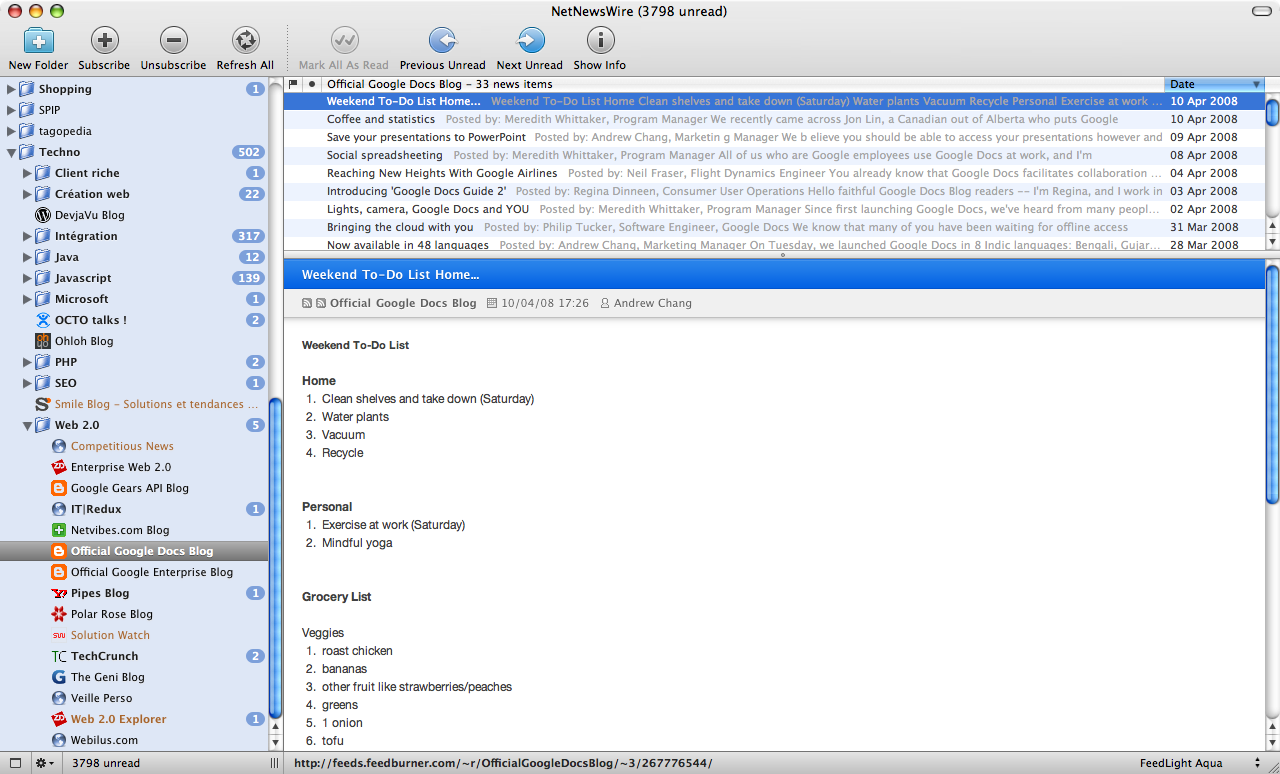 NetNewsWire (3798 unread)
New Folder Subscribe Unsubscribe Refresh All Mark All As Read Previous Unread Next Unread Show Info
Shopping 1
SPIP
tagopedia
Techno 502
Client riche 1
Création web 22
DevjaVu Blog
Intégration 317
Java 12
Javascript 139
Microsoft 1
OCTO talks ! 2
Ohloh Blog
PHP 2
SEO 1
Smile Blog – Solutions et tendances ...
Web 2.0 5
Competitious News
Enterprise Web 2.0
Google Gears API Blog
IT|Redux 1
Netvibes.com Blog
Official Google Docs Blog
Official Google Enterprise Blog
Pipes Blog 1
Polar Rose Blog
Solution Watch
TechCrunch 2
The Geni Blog
Veille Perso
Web 2.0 Explorer 1
Webilus.com
3798 unread
Official Google Docs Blog – 33 news items Date
Weekend To-Do List Home... Weekend To-Do List Home Clean shelves and take down (Saturday) Water plants Vacuum Recycle Personal Exercise at work ... 10 Apr 2008
Coffee and statistics Posted by: Meredith Whittaker, Program Manager We recently came across Jon Lin, a Canadian out of Alberta who puts Google 10 Apr 2008
Save your presentations to PowerPoint Posted by: Andrew Chang, Marketin g Manager We b elieve you should be able to access your presentations however and 09 Apr 2008
Social spreadsheeting Posted by: Meredith Whittaker, Program Manager All of us who are Google employees use Google Docs at work, and I'm 08 Apr 2008
Reaching New Heights With Google Airlines Posted by: Neil Fraser, Flight Dynamics Engineer You already know that Google Docs facilitates collaboration ... 04 Apr 2008
Introducing 'Google Docs Guide 2' Posted by: Regina Dinneen, Consumer User Operations Hello faithful Google Docs Blog readers -- I'm Regina, and I work in 03 Apr 2008
Lights, camera, Google Docs and YOU Posted by: Meredith Whittaker, Program Manager Since first launching Google Docs, we've heard from many peopl... 02 Apr 2008
Bringing the cloud with you Posted by: Philip Tucker, Software Engineer, Google Docs We know that many of you have been waiting for offline access 31 Mar 2008
Now available in 48 languages Posted by: Andrew Chang, Marketing Manager On Tuesday, we launched Google Docs in 8 Indic languages: Bengali, Gujar... 28 Mar 2008
Weekend To-Do List Home...
Official Google Docs Blog 10/04/08 17:26 Andrew Chang
Weekend To-Do List
Home
1. Clean shelves and take down (Saturday)
2. Water plants
3. Vacuum
4. Recycle
Personal
1. Exercise at work (Saturday)
2. Mindful yoga
Grocery List
Veggies
1. roast chicken
2. bananas
3. other fruit like strawberries/peaches
4. greens
5. 1 onion
6. tofu
http://feeds.feedburner.com/~r/OfficialGoogleDocsBlog/~3/267776544/ FeedLight Aqua